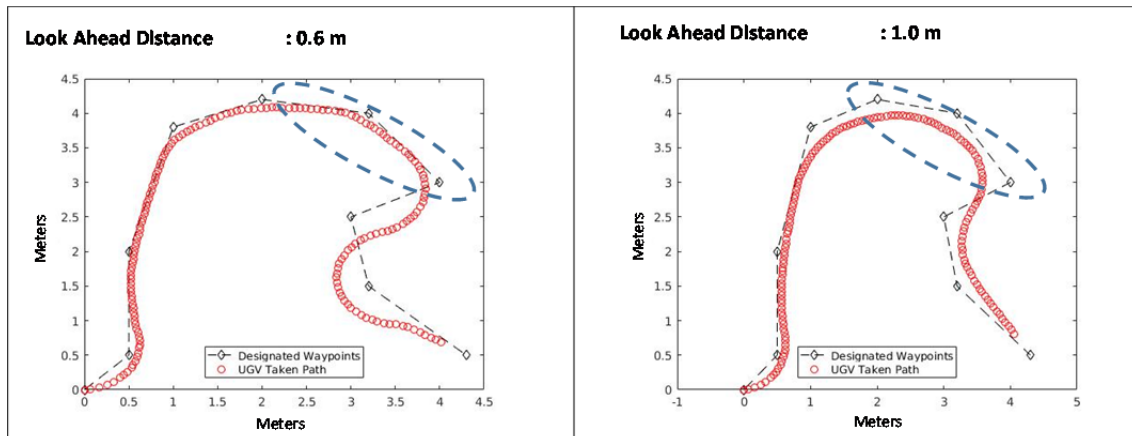 Look Ahead Distance : 0.6 m
4.5
4
3.5
3
2.5
2
1.5
1
0.5
0
Meters
Designated Waypoints
UGV Taken Path
0 0.5 1 1.5 2 2.5 3 3.5 4 4.5
Meters
Look Ahead Distance : 1.0 m
4.5
4
3.5
3
2.5
2
1.5
1
0.5
0
Meters
Designated Waypoints
UGV Taken Path
-1 0 1 2 3 4 5
Meters